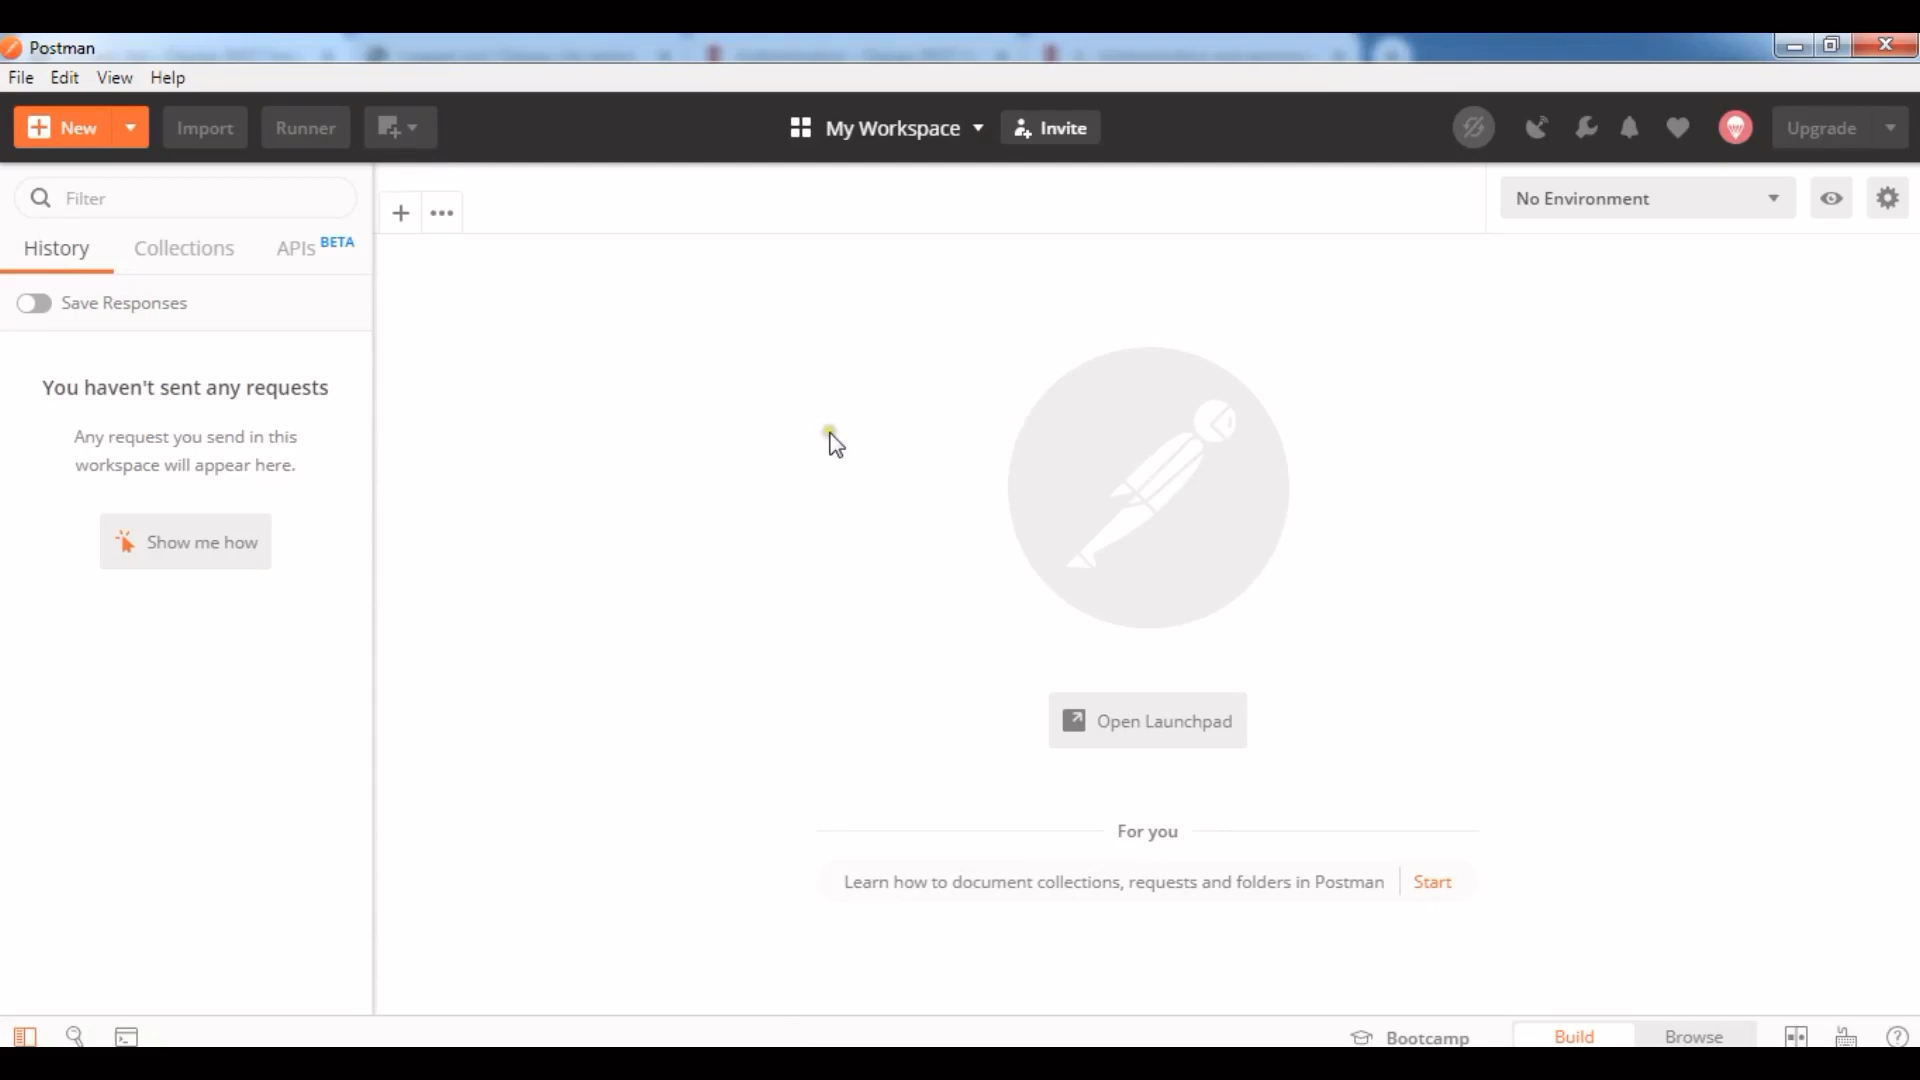 Postman
File Edit View Help
New Import Runner My Workspace Invite Upgrade
Filter
No Environment
History Collections APIs BETA
Save Responses
You haven't sent any requests
Any request you send in this
workspace will appear here.
Show me how
Open Launchpad
For you
Learn how to document collections, requests and folders in Postman Start
Bootcamp Build Browse